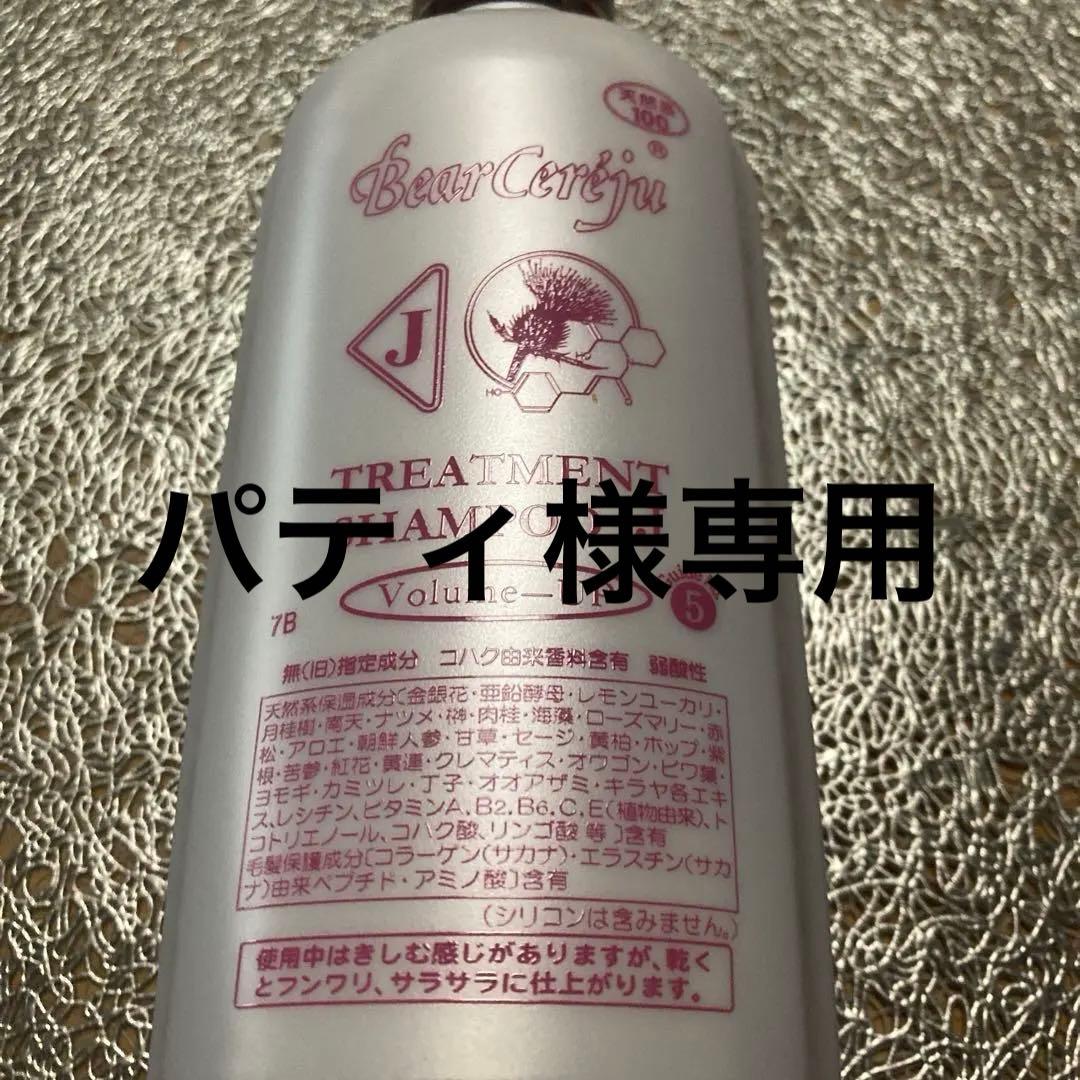 天然系
100
Bear Ceréju®
J
HO
TREATMENT
SHAMPOO J
パティ様専用
Volume—UP
5
7B
無(旧)指定成分 コハク由来香料含有 弱酸性
天然系保湿成分〔金銀花・亜鉛酵母・レモンユーカリ・
月桂樹・南天・ナツメ・榊・肉桂・海藻・ローズマリー・赤
松・アロエ・朝鮮人参・甘草・セージ・黄柏・ホップ・紫
根・苦参・紅花・黄連・クレマティス・オウゴン・ビワ葉・
ヨモギ・カミツレ・丁子・オオアザミ・キラヤ各エキ
ス、レシチン、ビタミンA、B2、B6、C、E(植物由来)、ト
コトリエノール、コハク酸、リンゴ酸 等〕含有
毛髪保護成分〔コラーゲン(サカナ)・エラスチン(サカ
ナ)由来ペプチド・アミノ酸〕含有
(シリコンは含みません。)
使用中はきしむ感じがありますが、乾く
とフンワリ、サラサラに仕上がります。